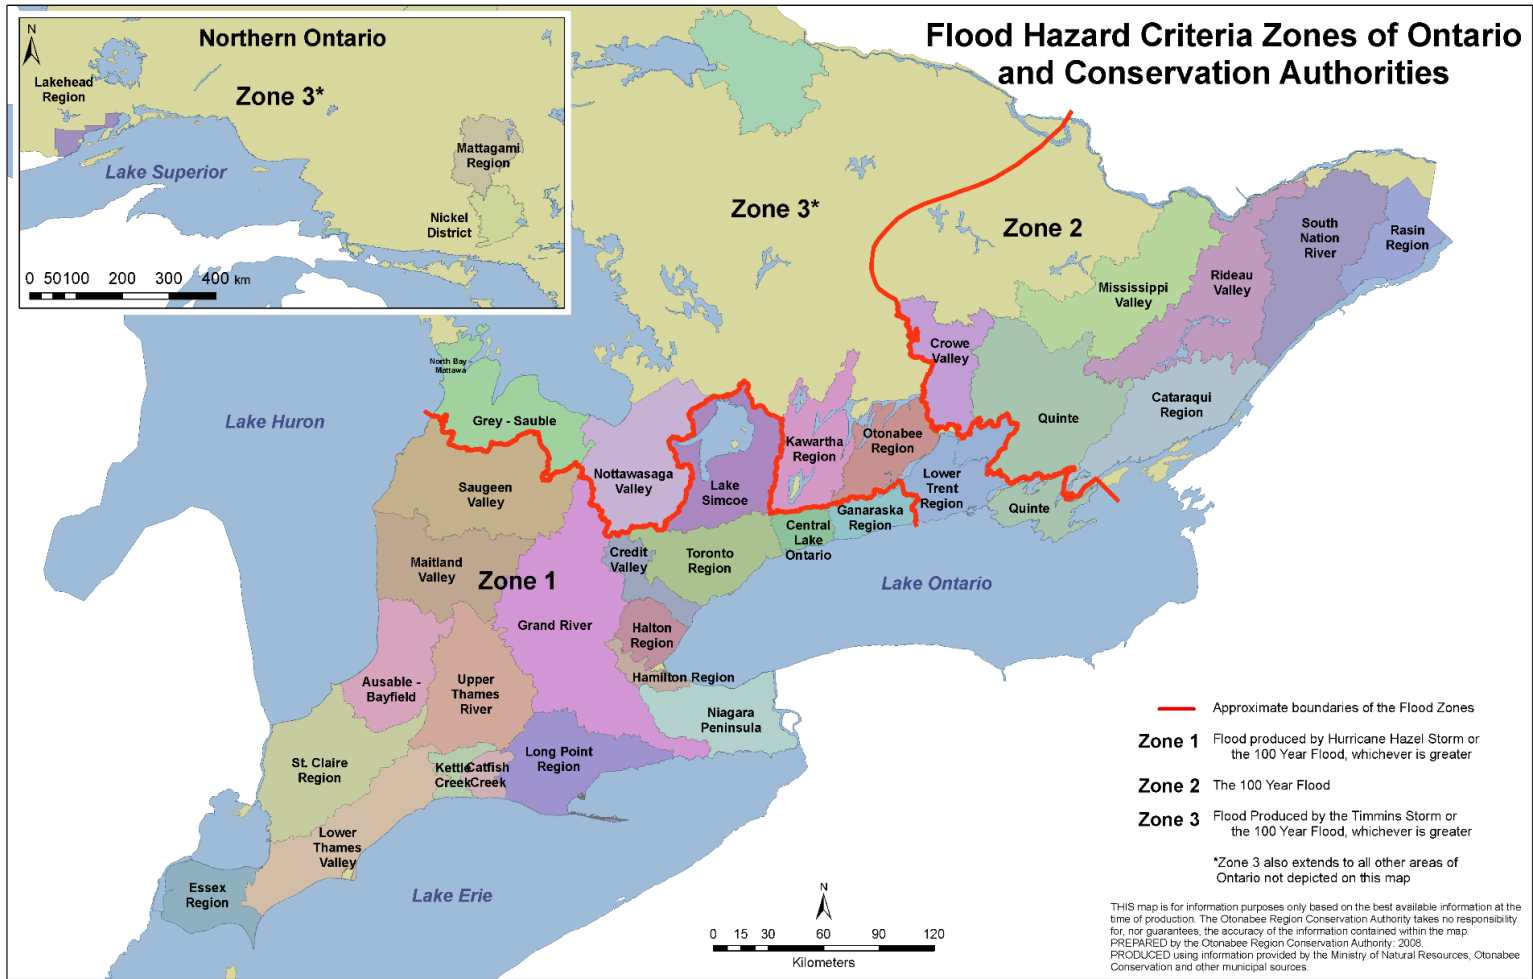 Flood Hazard Criteria Zones of Ontario
and Conservation Authorities
N
Northern Ontario
Lakehead
Region
Zone 3*
Mattagami
Region
Lake Superior
Nickel
District
0 50 100 200 300 400 km
Zone 3*
Zone 2
South
Nation
River
Rasin
Region
Rideau
Valley
Mississippi
Valley
Crowe
Valley
North Bay -
Mattawa
Cataraqui
Region
Quinte
Lake Huron
Grey - Sauble
Kawartha
Region
Otonabee
Region
Nottawasaga
Valley
Lake
Simcoe
Lower
Trent
Region
Saugeen
Valley
Quinte
Ganaraska
Region
Central
Lake
Ontario
Credit
Valley
Toronto
Region
Maitland
Valley
Zone 1
Lake Ontario
Grand River
Halton
Region
Hamilton Region
Ausable -
Bayfield
Upper
Thames
River
Niagara
Peninsula
Long Point
Region
St. Claire
Region
Kettle
Creek
Catfish
Creek
Lower
Thames
Valley
Essex
Region
Lake Erie
N
0 15 30 60 90 120
Kilometers
Approximate boundaries of the Flood Zones
Zone 1 Flood produced by Hurricane Hazel Storm or
the 100 Year Flood, whichever is greater
Zone 2 The 100 Year Flood
Zone 3 Flood Produced by the Timmins Storm or
the 100 Year Flood, whichever is greater
*Zone 3 also extends to all other areas of
Ontario not depicted on this map
THIS map is for information purposes only based on the best available information at the
time of production. The Otonabee Region Conservation Authority takes no responsibility
for, nor guarantees, the accuracy of the information contained within the map.
PREPARED by the Otonabee Region Conservation Authority: 2008.
PRODUCED using information provided by the Ministry of Natural Resources, Otonabee
Conservation and other municipal sources.